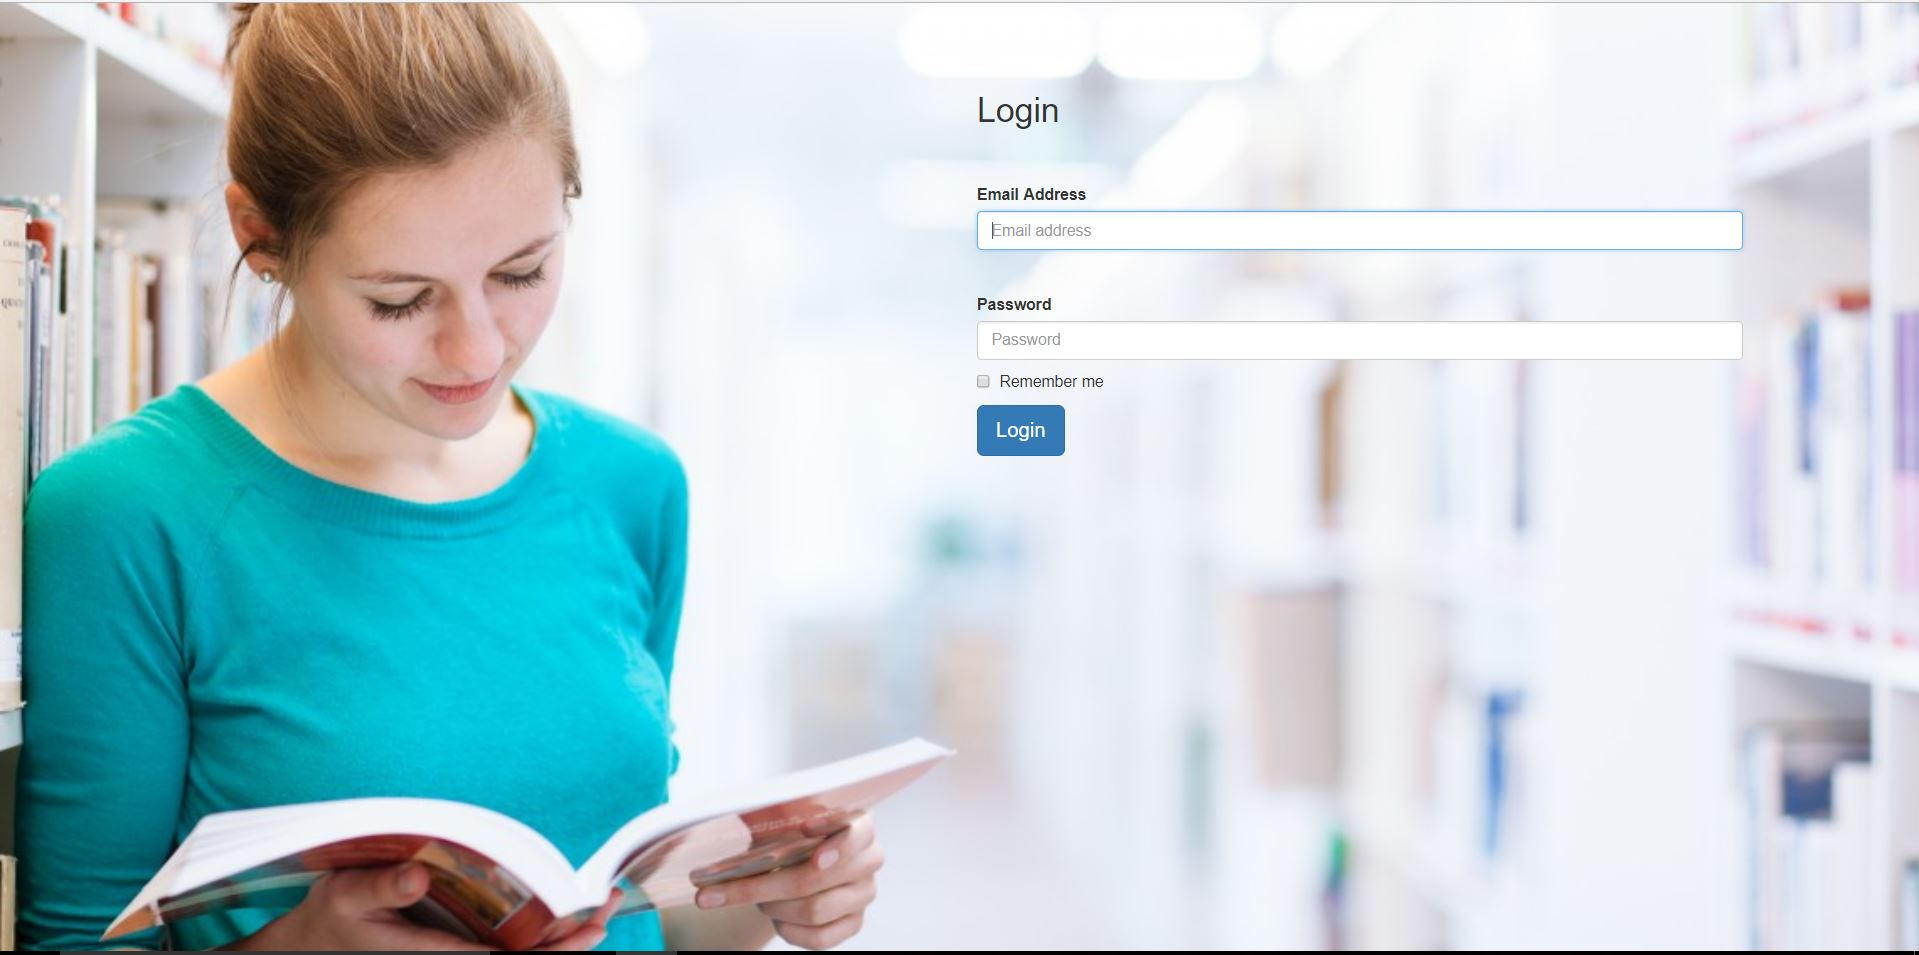 Login
Email Address
Email address
Password
Password
Remember me
Login